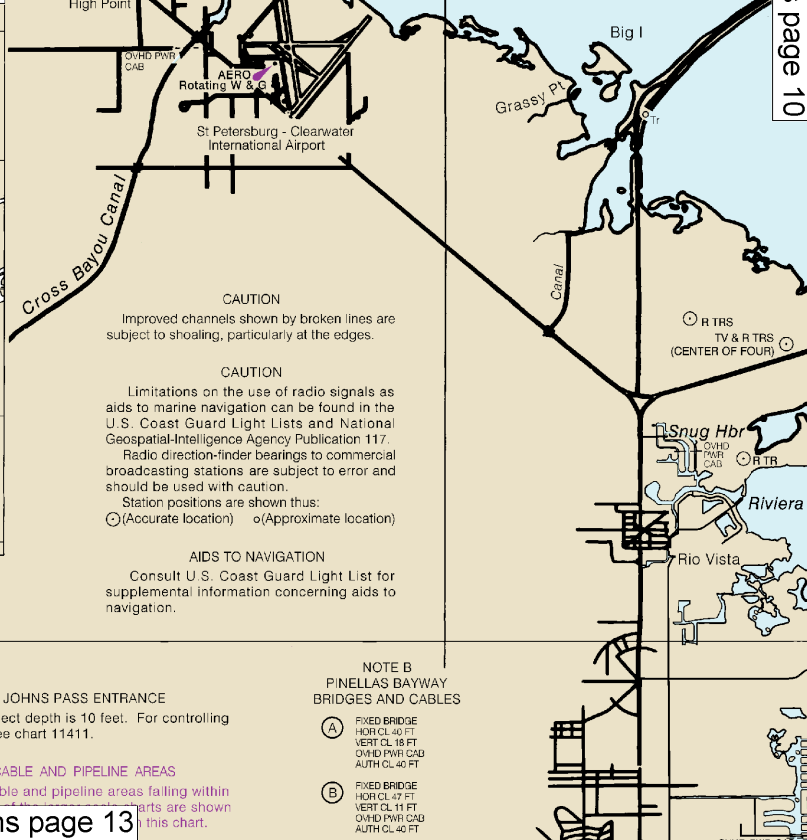 High Point
OVHD PWR
CAB
AERO
Rotating W & G
St Petersburg - Clearwater
International Airport
Big I
Grassy Pt
Tr
s page 10
Cross Bayou Canal
Canal
CAUTION
Improved channels shown by broken lines are
subject to shoaling, particularly at the edges.
CAUTION
Limitations on the use of radio signals as
aids to marine navigation can be found in the
U.S. Coast Guard Light Lists and National
Geospatial-Intelligence Agency Publication 117.
Radio direction-finder bearings to commercial
broadcasting stations are subject to error and
should be used with caution.
Station positions are shown thus:
(Accurate location) o(Approximate location)
AIDS TO NAVIGATION
Consult U.S. Coast Guard Light List for
supplemental information concerning aids to
navigation.
R TRS
TV & R TRS
(CENTER OF FOUR)
Snug Hbr
OVHD
PWR
CAB
R TR
Riviera
Rio Vista
JOHNS PASS ENTRANCE
ect depth is 10 feet. For controlling
ee chart 11411.
CABLE AND PIPELINE AREAS
ble and pipeline areas falling within
arts are shown
n this chart.
ns page 13
NOTE B
PINELLAS BAYWAY
BRIDGES AND CABLES
A
FIXED BRIDGE
HOR CL 40 FT
VERT CL 18 FT
OVHD PWR CAB
AUTH CL 40 FT
B
FIXED BRIDGE
HOR CL 47 FT
VERT CL 11 FT
OVHD PWR CAB
AUTH CL 40 FT